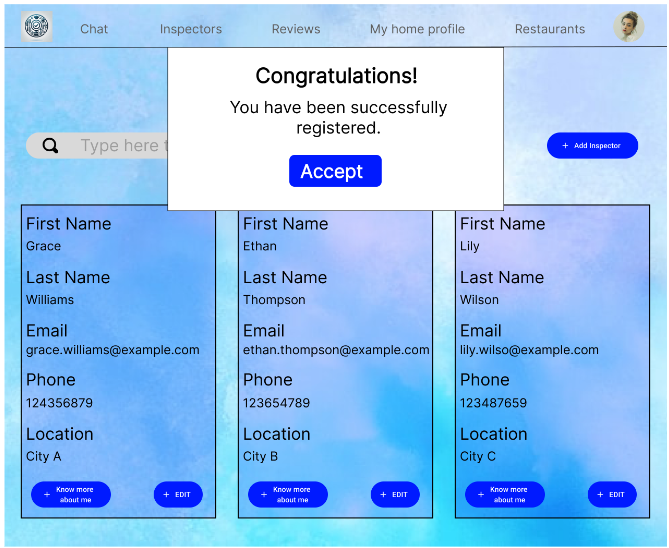 Chat Inspectors Reviews My home profile Restaurants
Congratulations!
You have been successfully
registered.
Accept
Type here t
+ Add Inspector
First Name
Grace
Last Name
Williams
Email
grace.williams@example.com
Phone
124356879
Location
City A
+ Know more
about me
+ EDIT
First Name
Ethan
Last Name
Thompson
Email
ethan.thompson@example.com
Phone
123654789
Location
City B
+ Know more
about me
+ EDIT
First Name
Lily
Last Name
Wilson
Email
lily.wilso@example.com
Phone
123487659
Location
City C
+ Know more
about me
+ EDIT